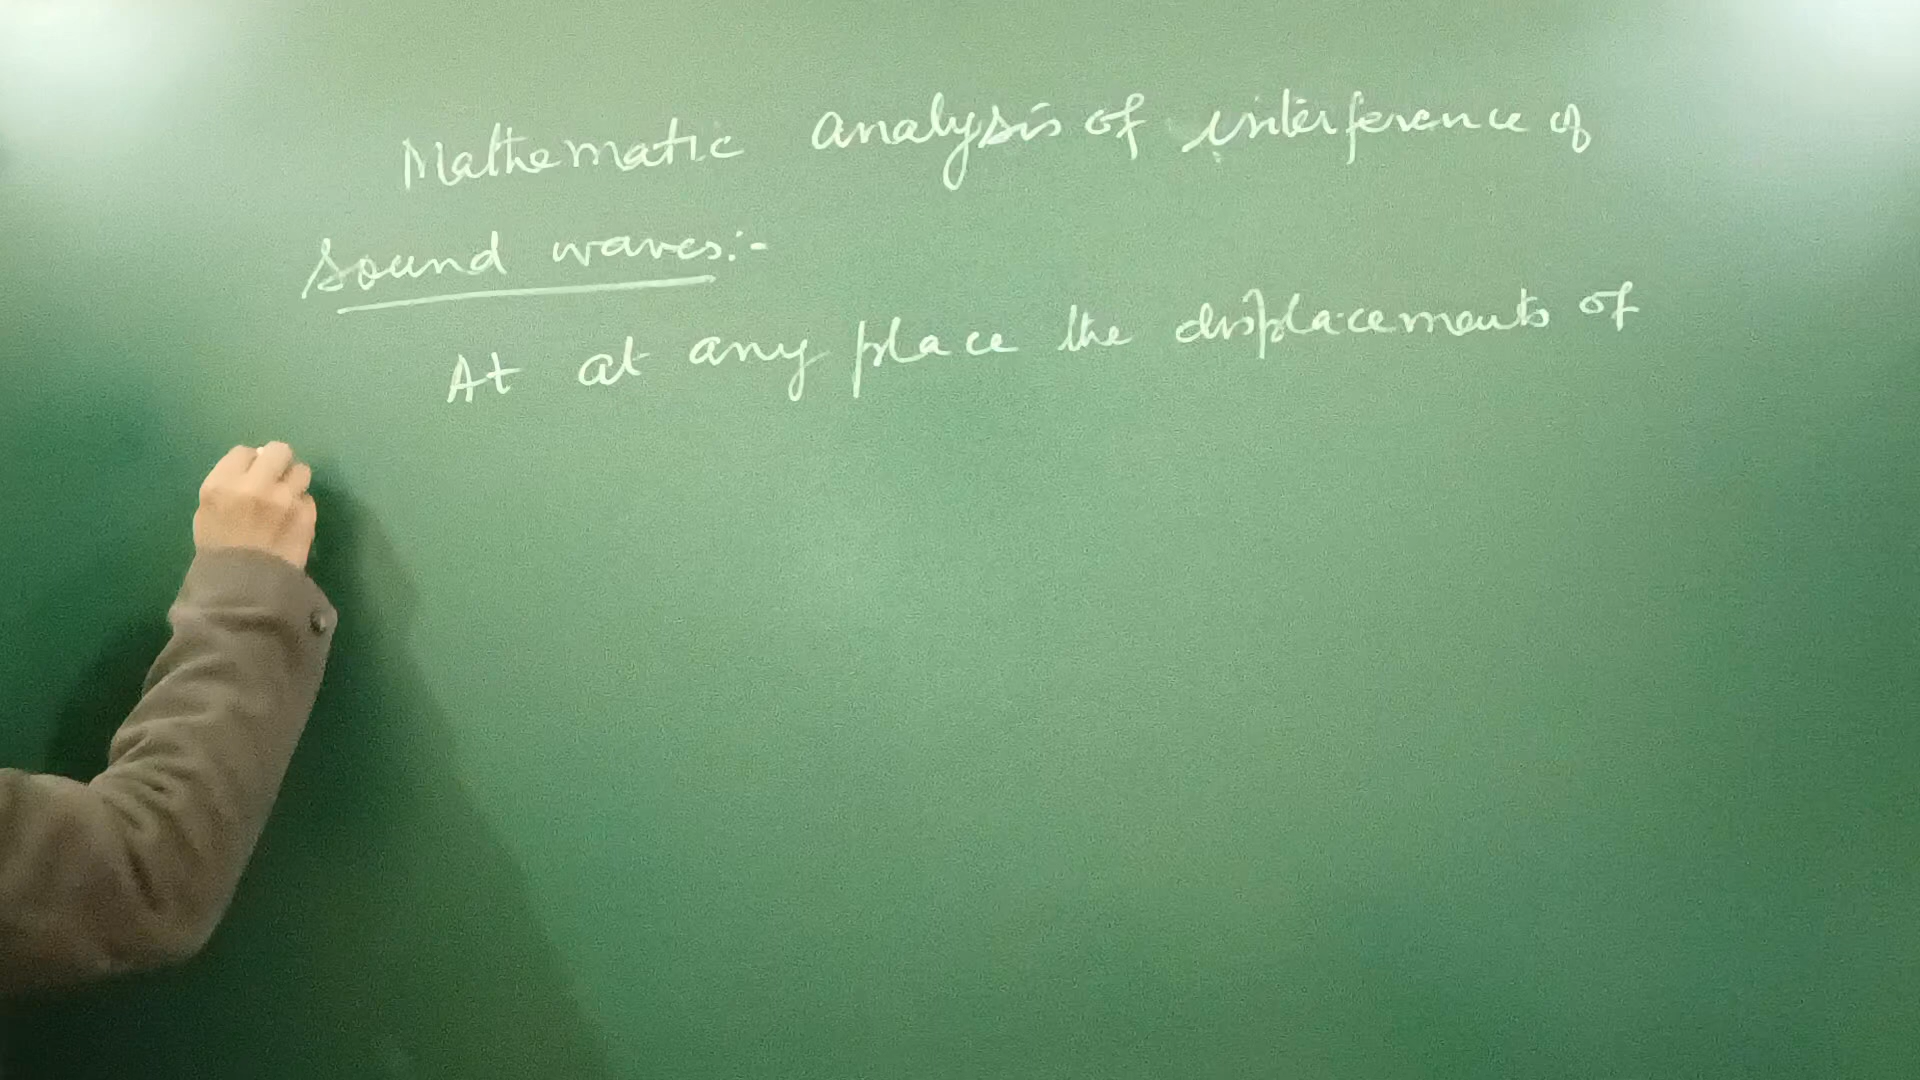 Mathematic analysis of interference of
Sound waves:-
At at any place the displacements of